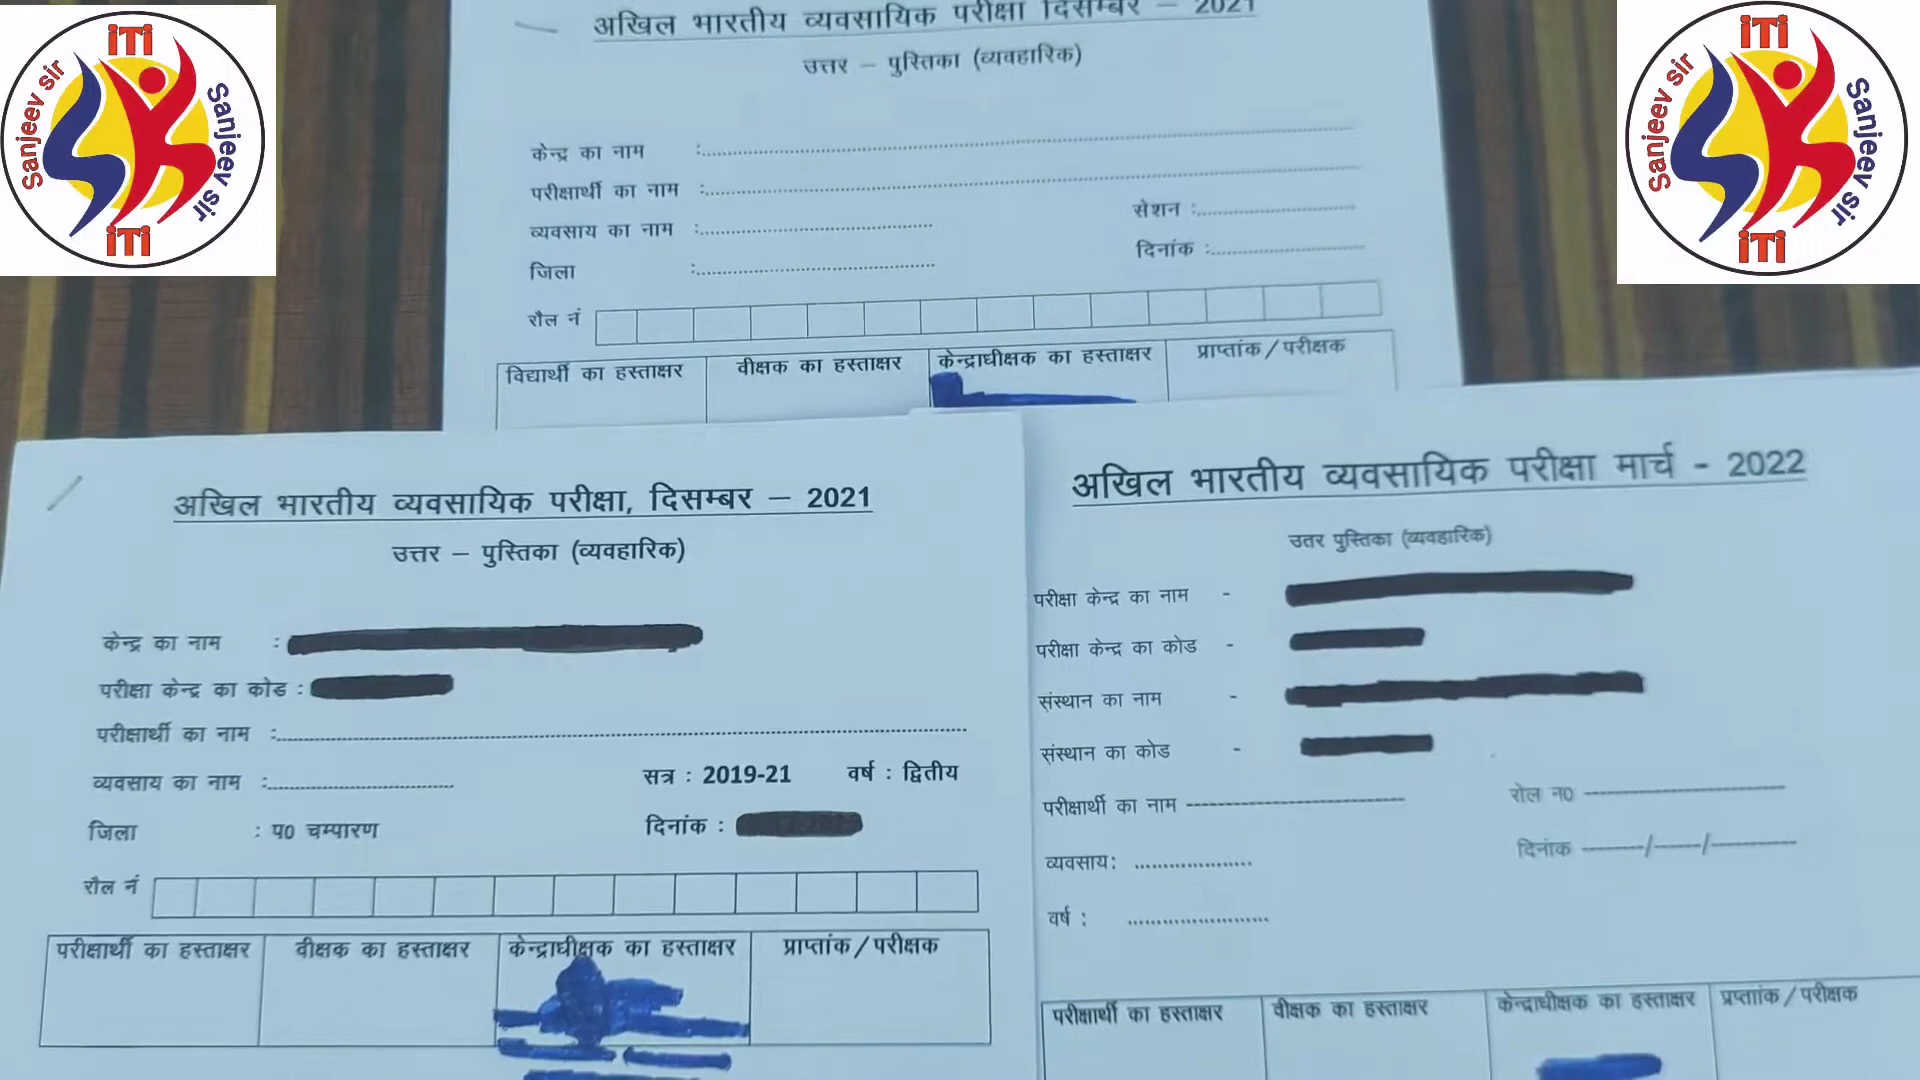 iTi
Sanjeev sir
Sanjeev sir
iTi
iTi
Sanjeev sir
Sanjeev sir
iTi
अखिल भारतीय व्यवसायिक परीक्षा दिसम्बर – 2021
उत्तर – पुस्तिका (व्यवहारिक)
केन्द्र का नाम :
परीक्षार्थी का नाम :
व्यवसाय का नाम : सेशन :
जिला : दिनांक :
रौल नं
विद्यार्थी का हस्ताक्षर वीक्षक का हस्ताक्षर केन्द्राधीक्षक का हस्ताक्षर प्राप्तांक/परीक्षक
अखिल भारतीय व्यवसायिक परीक्षा, दिसम्बर – 2021
उत्तर – पुस्तिका (व्यवहारिक)
केन्द्र का नाम :
परीक्षा केन्द्र का कोड :
परीक्षार्थी का नाम :
व्यवसाय का नाम : सत्र : 2019-21 वर्ष : द्वितीय
जिला : प0 चम्पारण दिनांक :
रौल नं
परीक्षार्थी का हस्ताक्षर वीक्षक का हस्ताक्षर केन्द्राधीक्षक का हस्ताक्षर प्राप्तांक/परीक्षक
अखिल भारतीय व्यवसायिक परीक्षा मार्च - 2022
उतर पुस्तिका (व्यवहारिक)
परीक्षा केन्द्र का नाम -
परीक्षा केन्द्र का कोड -
संस्थान का नाम -
संस्थान का कोड -
परीक्षार्थी का नाम रोल न0
व्यवसाय: दिनांक / /
वर्ष :
परीक्षार्थी का हस्ताक्षर वीक्षक का हस्ताक्षर केन्द्राधीक्षक का हस्ताक्षर प्रप्ताांक/परीक्षक